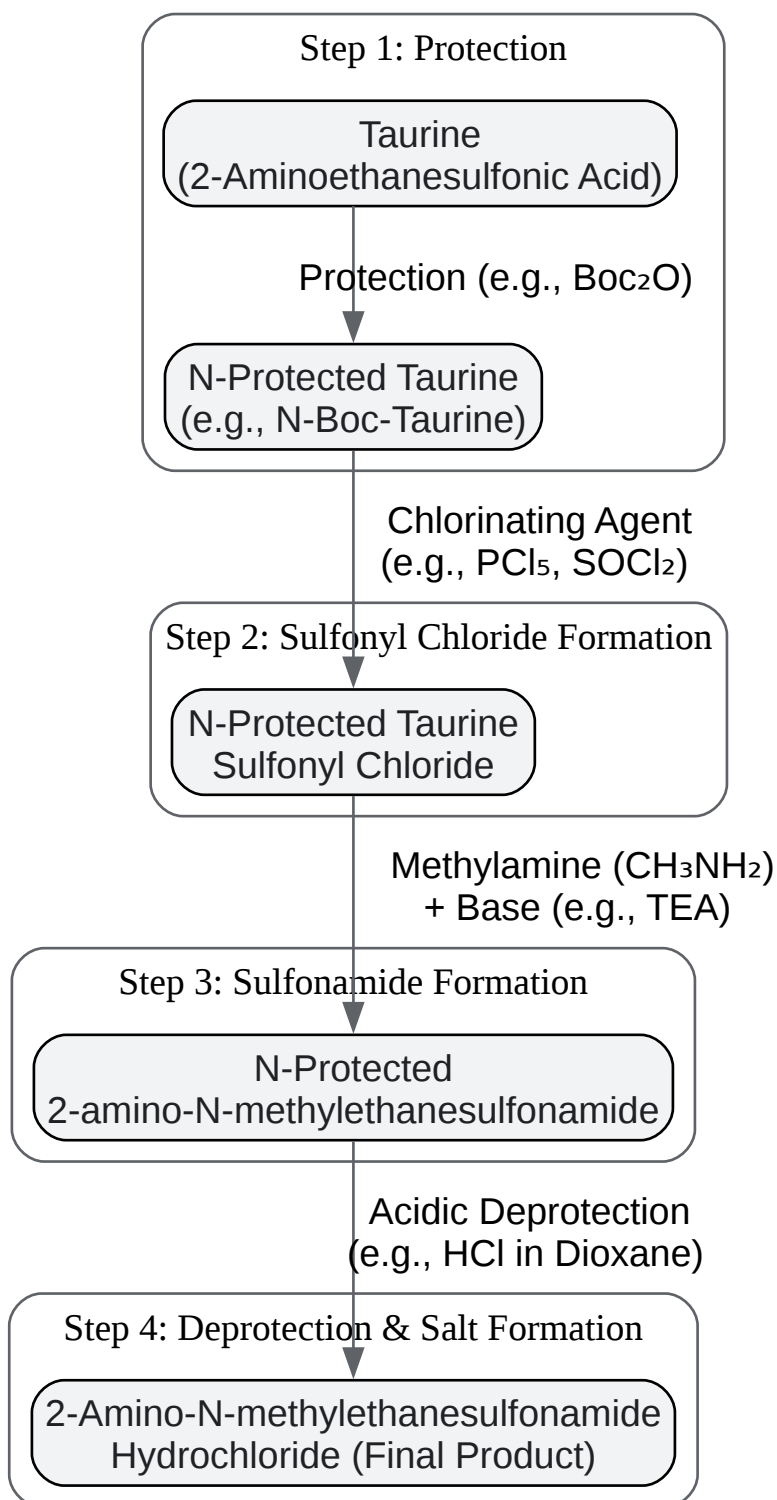 Step 1: Protection
Taurine
(2-Aminoethanesulfonic Acid)
Protection (e.g., Boc₂O)
N-Protected Taurine
(e.g., N-Boc-Taurine)
Chlorinating Agent
(e.g., PCl₅, SOCl₂)
Step 2: Sulfonyl Chloride Formation
N-Protected Taurine
Sulfonyl Chloride
Methylamine (CH₃NH₂)
+ Base (e.g., TEA)
Step 3: Sulfonamide Formation
N-Protected
2-amino-N-methylethanesulfonamide
Acidic Deprotection
(e.g., HCl in Dioxane)
Step 4: Deprotection & Salt Formation
2-Amino-N-methylethanesulfonamide
Hydrochloride (Final Product)